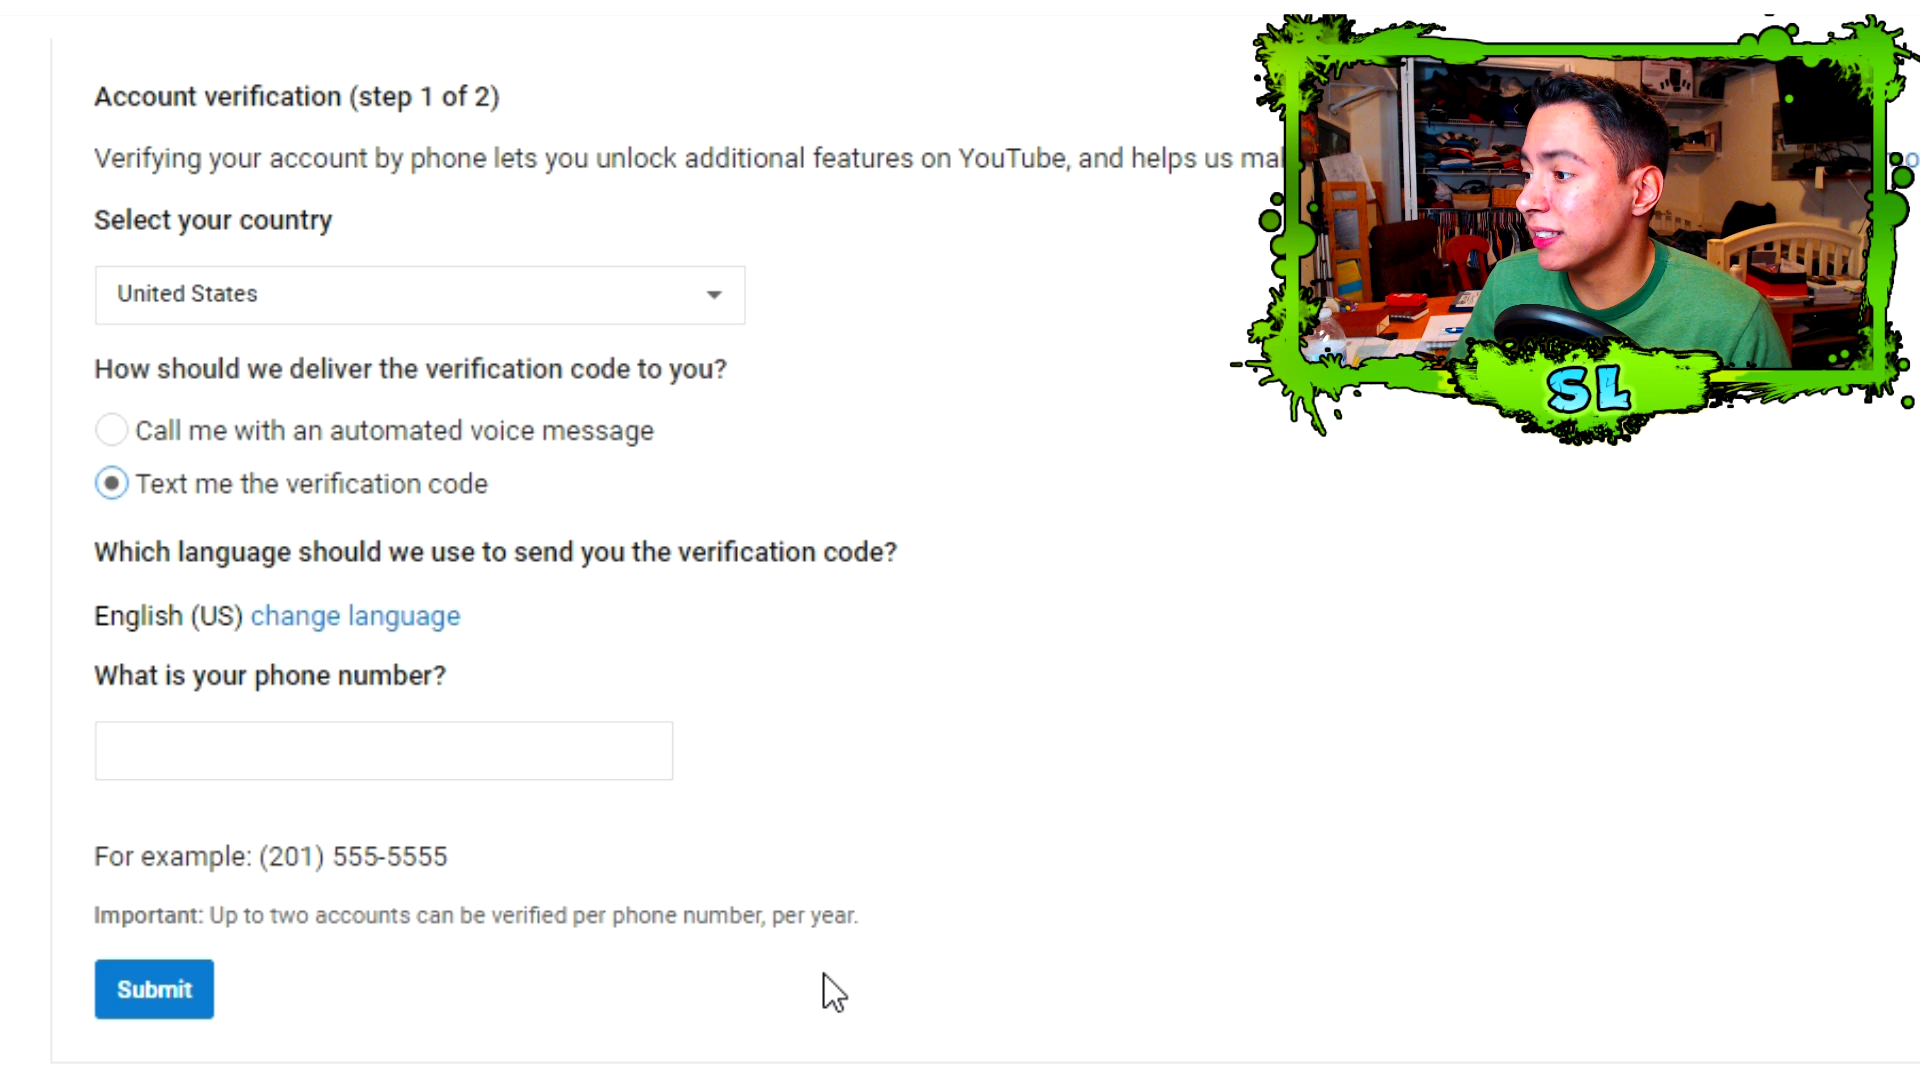 Account verification (step 1 of 2)
Verifying your account by phone lets you unlock additional features on YouTube, and helps us
Select your country
United States
How should we deliver the verification code to you?
Call me with an automated voice message
Text me the verification code
Which language should we use to send you the verification code?
English (US) change language
What is your phone number?
For example: (201) 555-5555
Important: Up to two accounts can be verified per phone number, per year.
Submit
SL